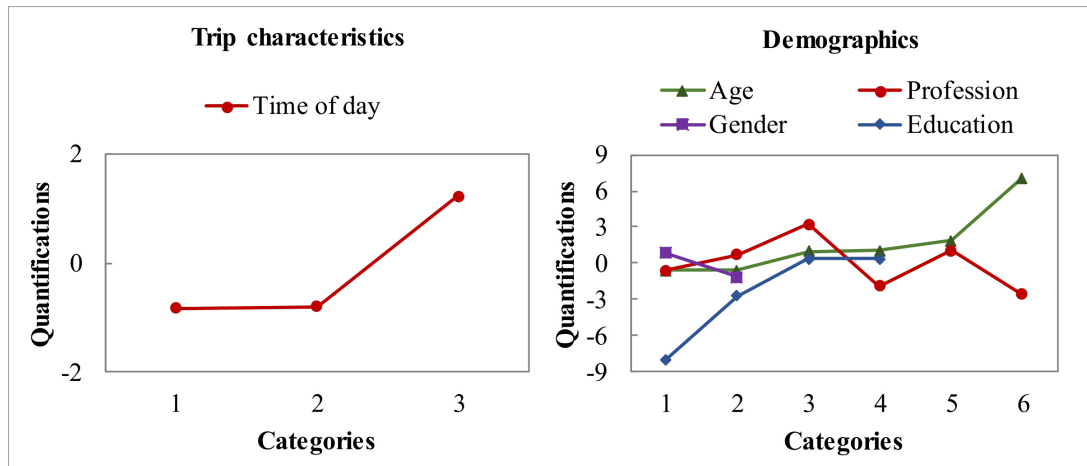 Trip characteristics
Time of day
Quantifications
2
0
-2
1 2 3
Categories
Demographics
Age Profession
Gender Education
Quantifications
9
6
3
0
-3
-6
-9
1 2 3 4 5 6
Categories